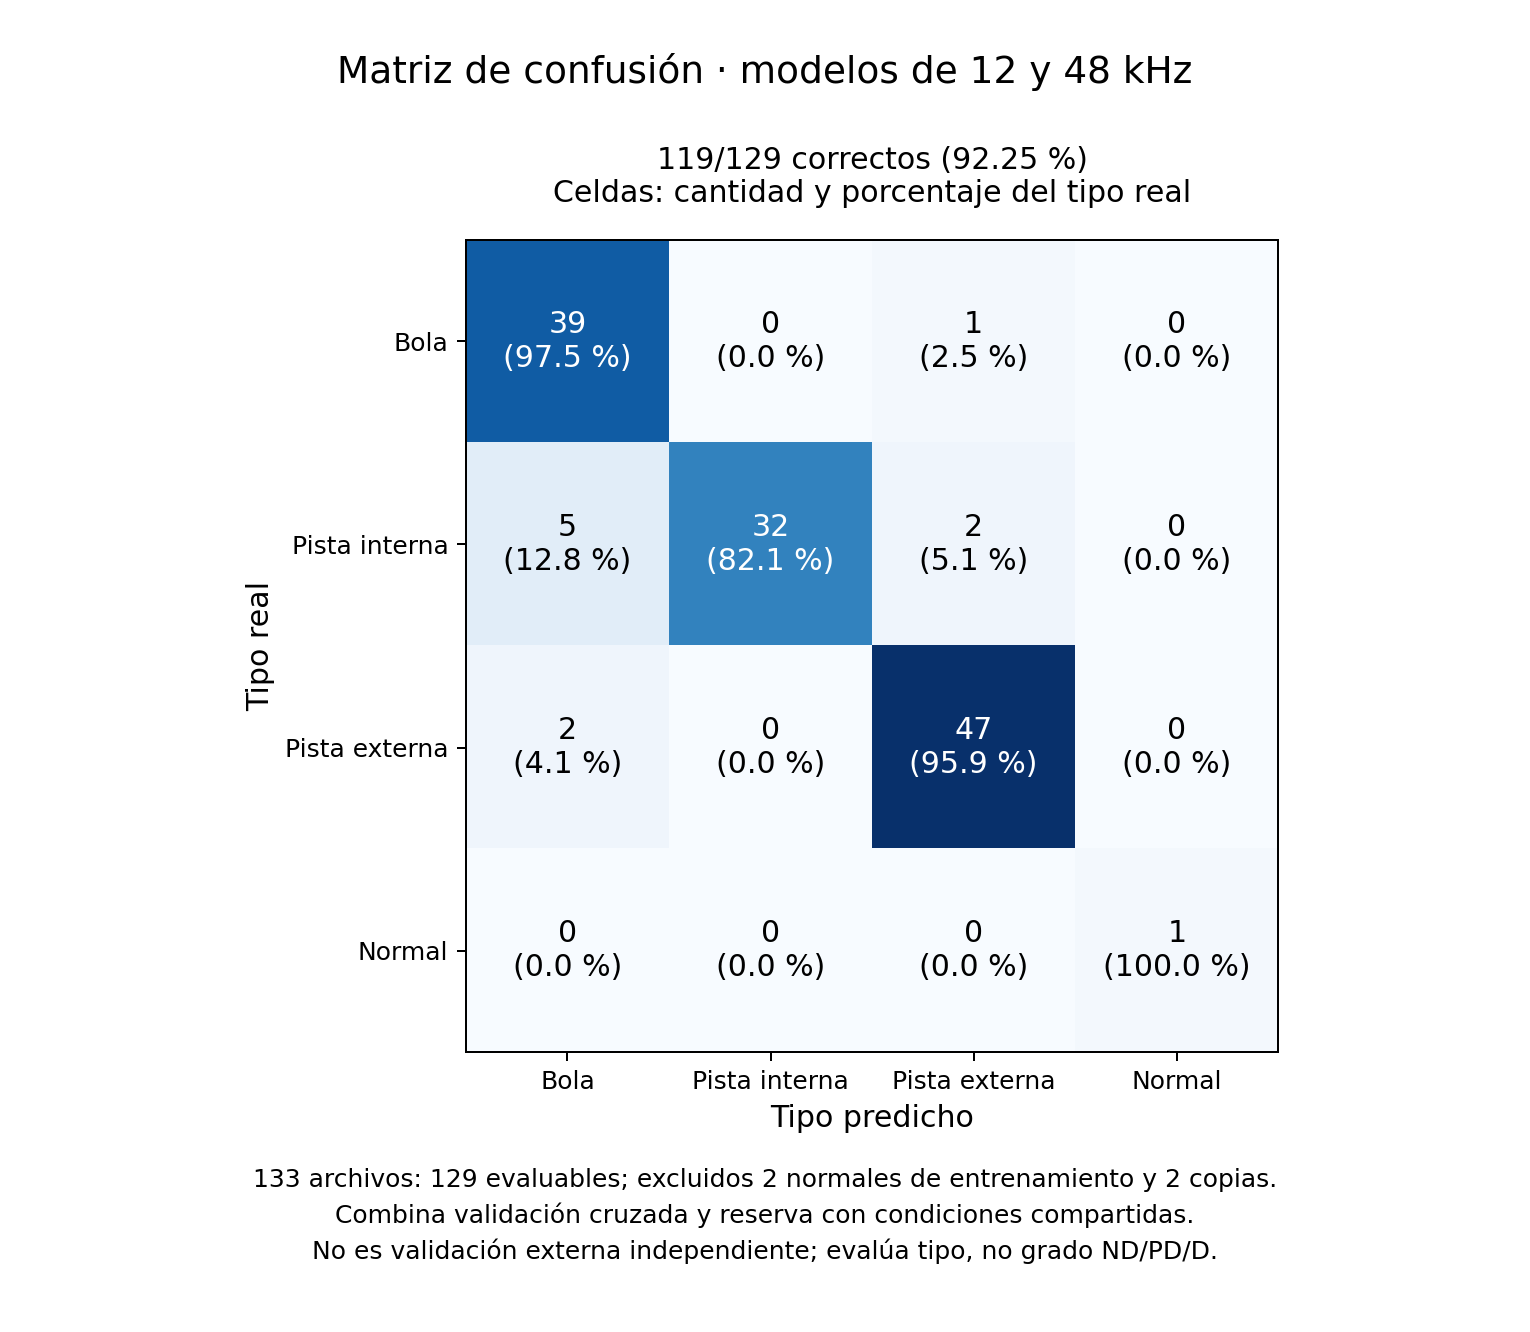 Matriz de confusión · modelos de 12 y 48 kHz
119/129 correctos (92.25 %)
Celdas: cantidad y porcentaje del tipo real
Tipo real
Bola
39
(97.5 %)
0
(0.0 %)
1
(2.5 %)
0
(0.0 %)
Pista interna
5
(12.8 %)
32
(82.1 %)
2
(5.1 %)
0
(0.0 %)
Pista externa
2
(4.1 %)
0
(0.0 %)
47
(95.9 %)
0
(0.0 %)
Normal
0
(0.0 %)
0
(0.0 %)
0
(0.0 %)
1
(100.0 %)
Bola Pista interna Pista externa Normal
Tipo predicho
133 archivos: 129 evaluables; excluidos 2 normales de entrenamiento y 2 copias.
Combina validación cruzada y reserva con condiciones compartidas.
No es validación externa independiente; evalúa tipo, no grado ND/PD/D.